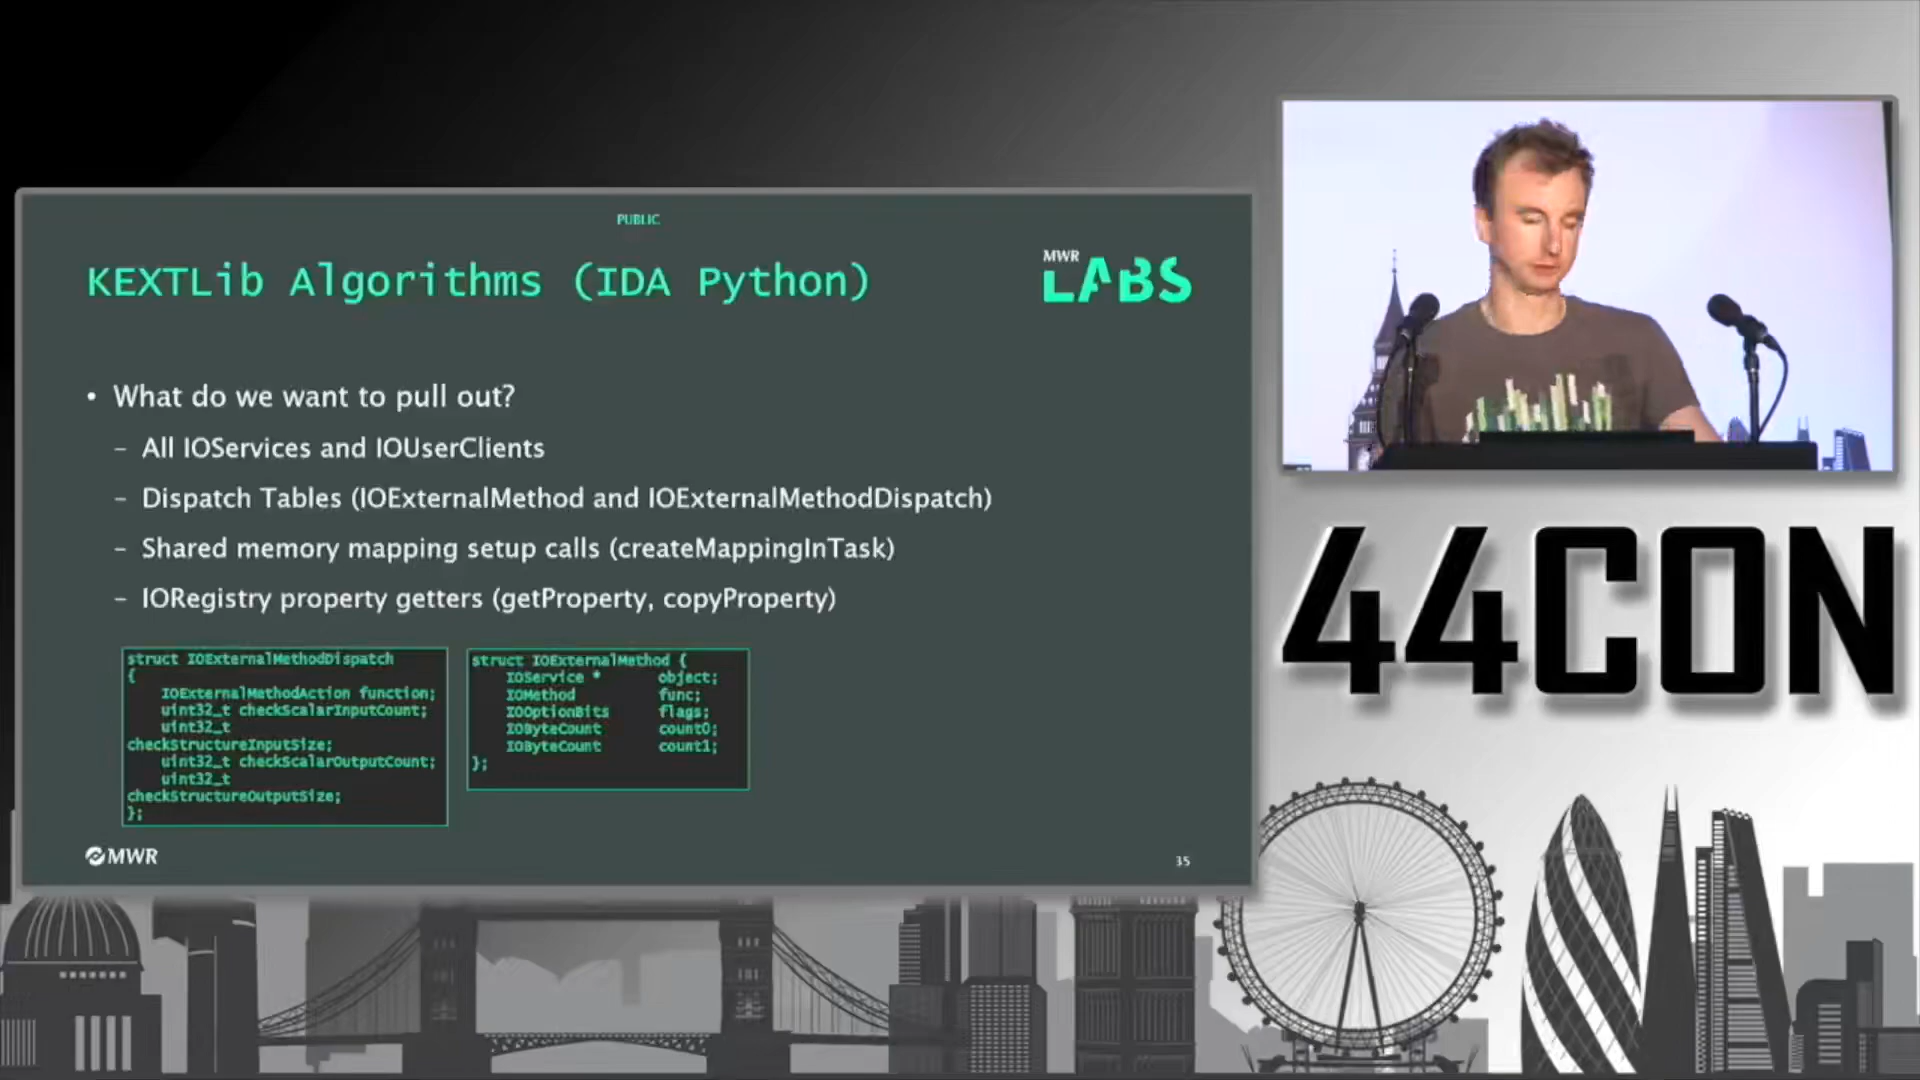 PUBLIC
KEXTLib Algorithms (IDA Python)
MWR
LABS
• What do we want to pull out?
– All IOServices and IOUserClients
– Dispatch Tables (IOExternalMethod and IOExternalMethodDispatch)
– Shared memory mapping setup calls (createMappingInTask)
– IORegistry property getters (getProperty, copyProperty)
struct IOExternalMethodDispatch
{
IOExternalMethodAction function;
uint32_t checkScalarInputCount;
uint32_t
checkStructureInputSize;
uint32_t checkScalarOutputCount;
uint32_t
checkStructureOutputSize;
};
struct IOExternalMethod {
IOService * object;
IOMethod func;
IOOptionBits flags;
IOByteCount count0;
IOByteCount count1;
};
MWR
35
44CON